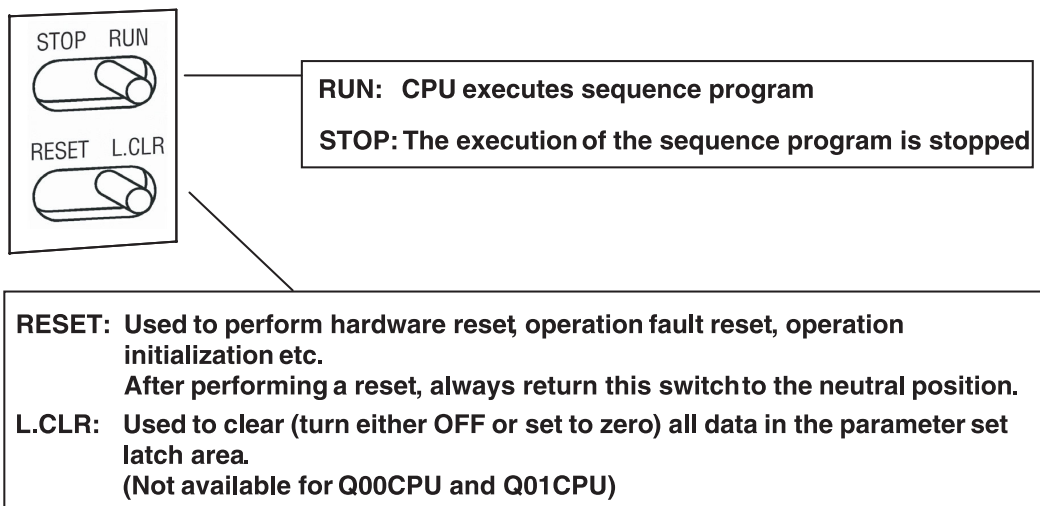 STOP RUN
RUN: CPU executes sequence program
STOP: The execution of the sequence program is stopped
RESET L.CLR
RESET: Used to perform hardware reset, operation fault reset, operation
initialization etc.
After performing a reset, always return this switch to the neutral position.
L.CLR: Used to clear (turn either OFF or set to zero) all data in the parameter set
latch area.
(Not available for Q00CPU and Q01CPU)